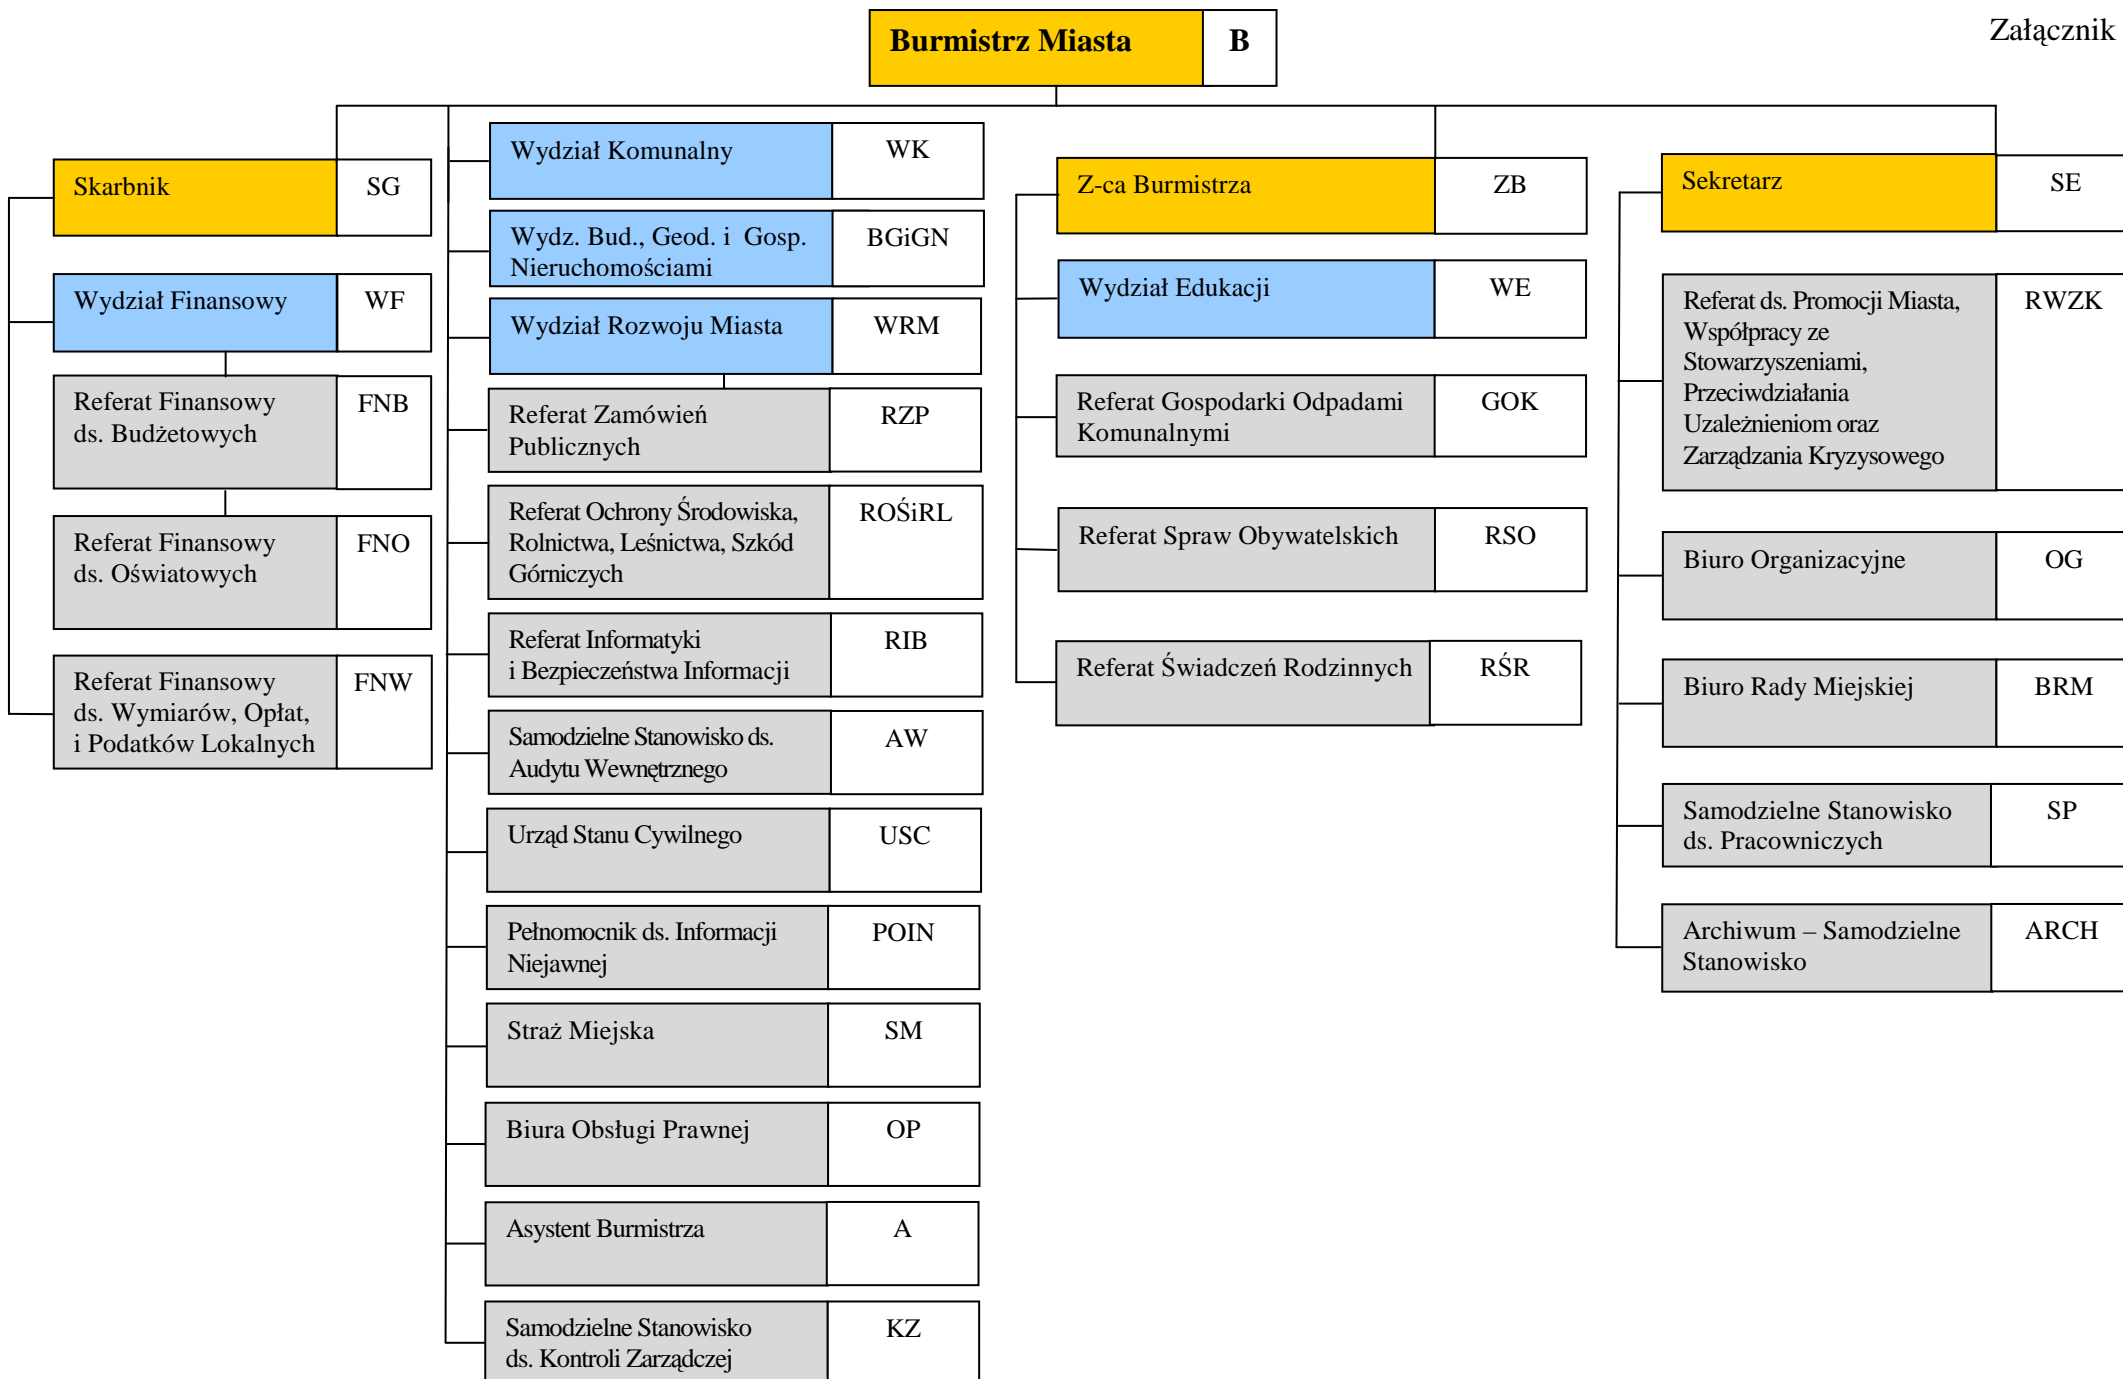 Burmistrz Miasta B
Załącznik
Skarbnik SG
Wydział Finansowy WF
Referat Finansowy FNB
ds. Budżetowych
Referat Finansowy FNO
ds. Oświatowych
Referat Finansowy FNW
ds. Wymiarów, Opłat,
i Podatków Lokalnych
Wydział Komunalny WK
Wydz. Bud., Geod. i Gosp. BGiGN
Nieruchomościami
Wydział Rozwoju Miasta WRM
Referat Zamówień RZP
Publicznych
Referat Ochrony Środowiska, ROŚiRL
Rolnictwa, Leśnictwa, Szkód
Górniczych
Referat Informatyki RIB
i Bezpieczeństwa Informacji
Samodzielne Stanowisko ds. AW
Audytu Wewnętrznego
Urząd Stanu Cywilnego USC
Pełnomocnik ds. Informacji POIN
Niejawnej
Straż Miejska SM
Biura Obsługi Prawnej OP
Asystent Burmistrza A
Samodzielne Stanowisko KZ
ds. Kontroli Zarządczej
Z-ca Burmistrza ZB
Wydział Edukacji WE
Referat Gospodarki Odpadami GOK
Komunalnymi
Referat Spraw Obywatelskich RSO
Referat Świadczeń Rodzinnych RŚR
Sekretarz SE
Referat ds. Promocji Miasta, RWZK
Współpracy ze
Stowarzyszeniami,
Przeciwdziałania
Uzależnieniom oraz
Zarządzania Kryzysowego
Biuro Organizacyjne OG
Biuro Rady Miejskiej BRM
Samodzielne Stanowisko SP
ds. Pracowniczych
Archiwum – Samodzielne ARCH
Stanowisko